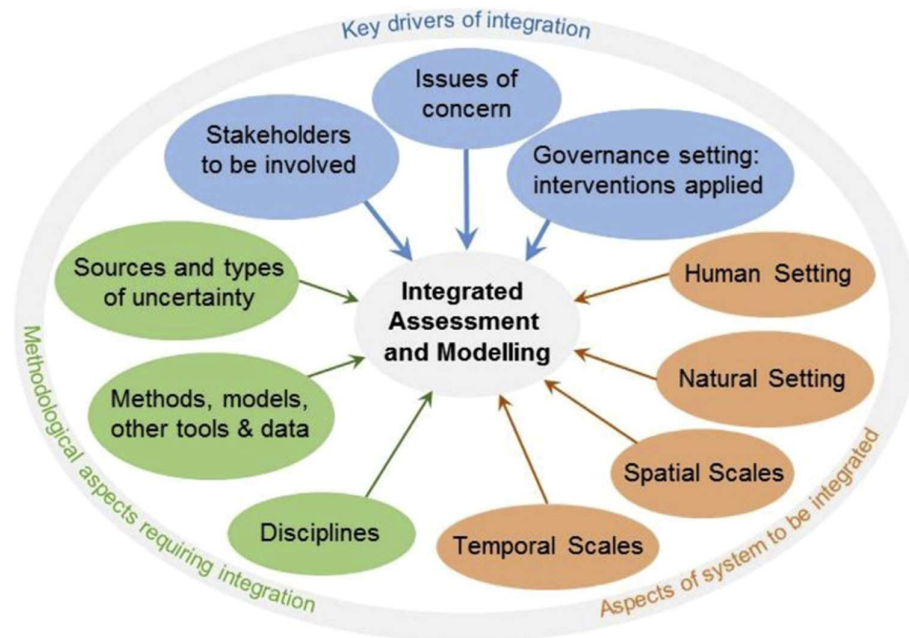 Key drivers of integration
Issues of
concern
Stakeholders
to be involved
Governance setting:
interventions applied
Sources and types
of uncertainty
Human Setting
Integrated
Assessment
and Modelling
Methods, models,
other tools & data
Natural Setting
Spatial Scales
Disciplines
Temporal Scales
Methodological aspects requiring integration
Aspects of system to be integrated